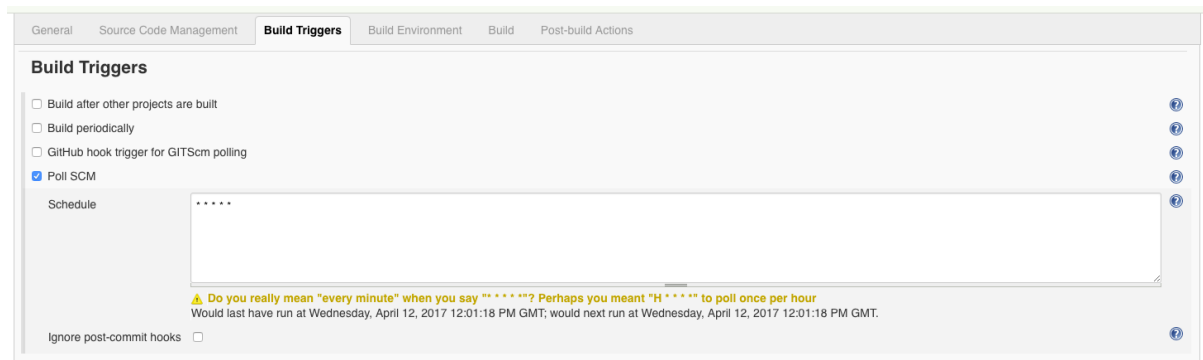 General Source Code Management Build Triggers Build Environment Build Post-build Actions
Build Triggers
Build after other projects are built
Build periodically
GitHub hook trigger for GITScm polling
Poll SCM
Schedule
* * * * *
Do you really mean "every minute" when you say "* * * * *"? Perhaps you meant "H * * * *" to poll once per hour
Would last have run at Wednesday, April 12, 2017 12:01:18 PM GMT; would next run at Wednesday, April 12, 2017 12:01:18 PM GMT.
Ignore post-commit hooks